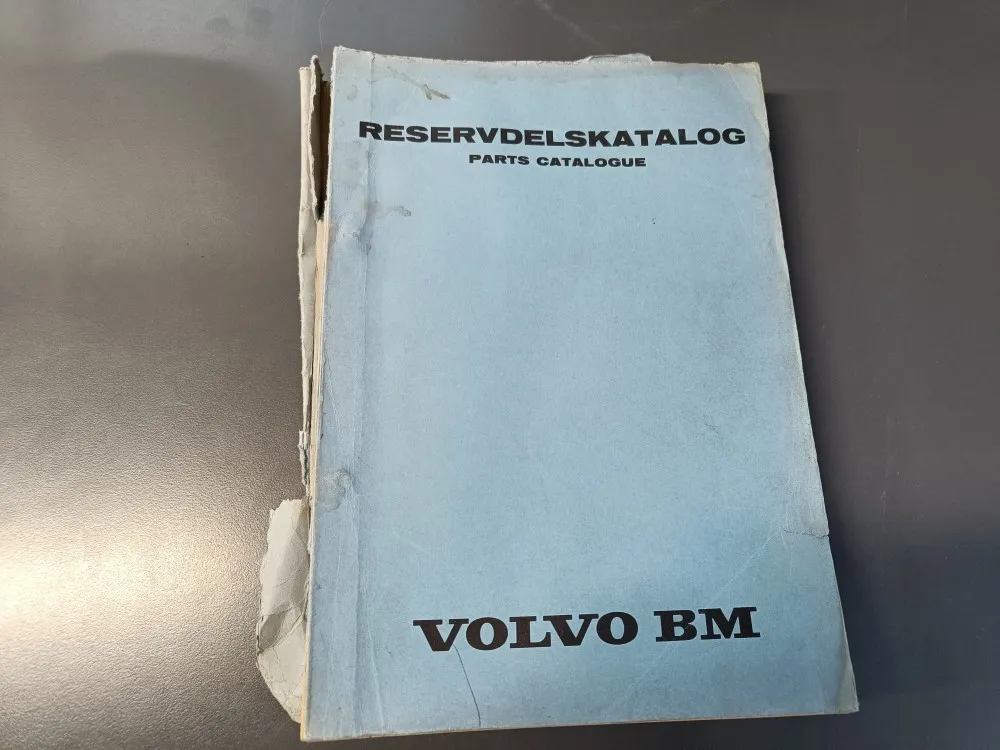 RESERVDELSKATALOG
PARTS CATALOGUE
VOLVO BM